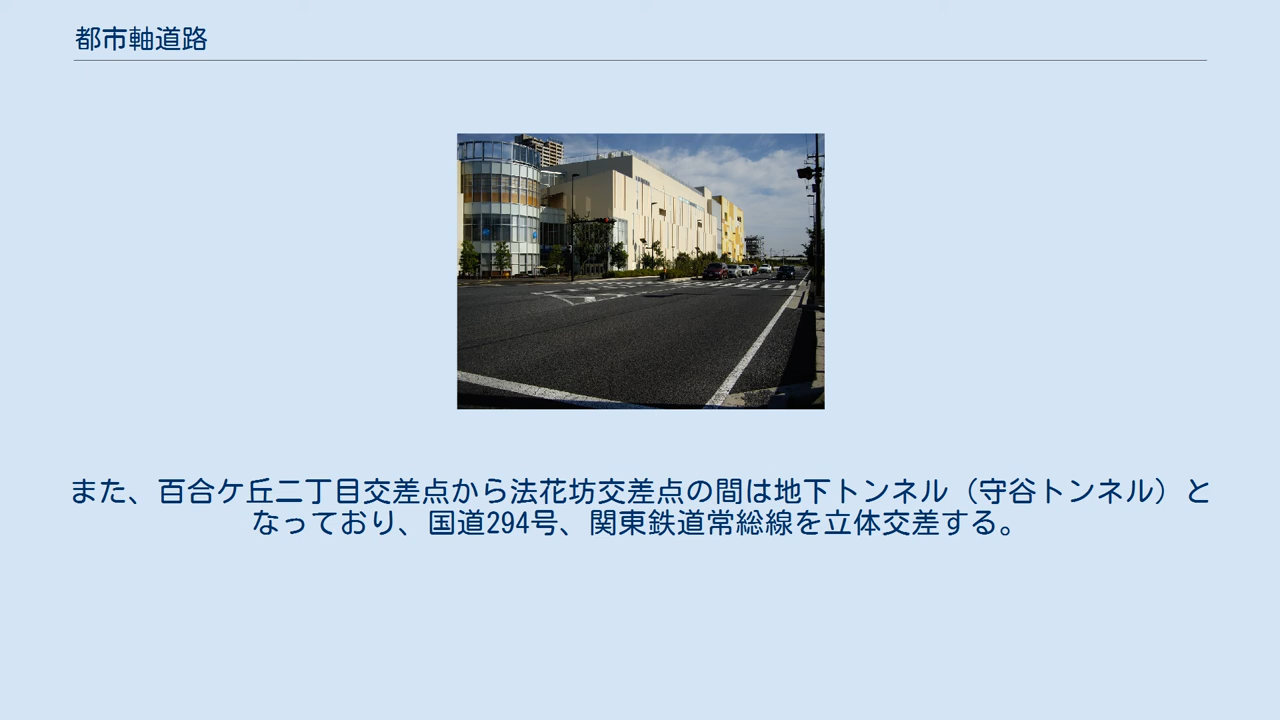 都市軸道路
また、百合ケ丘二丁目交差点から法花坊交差点の間は地下トンネル（守谷トンネル）と
なっており、国道294号、関東鉄道常総線を立体交差する。